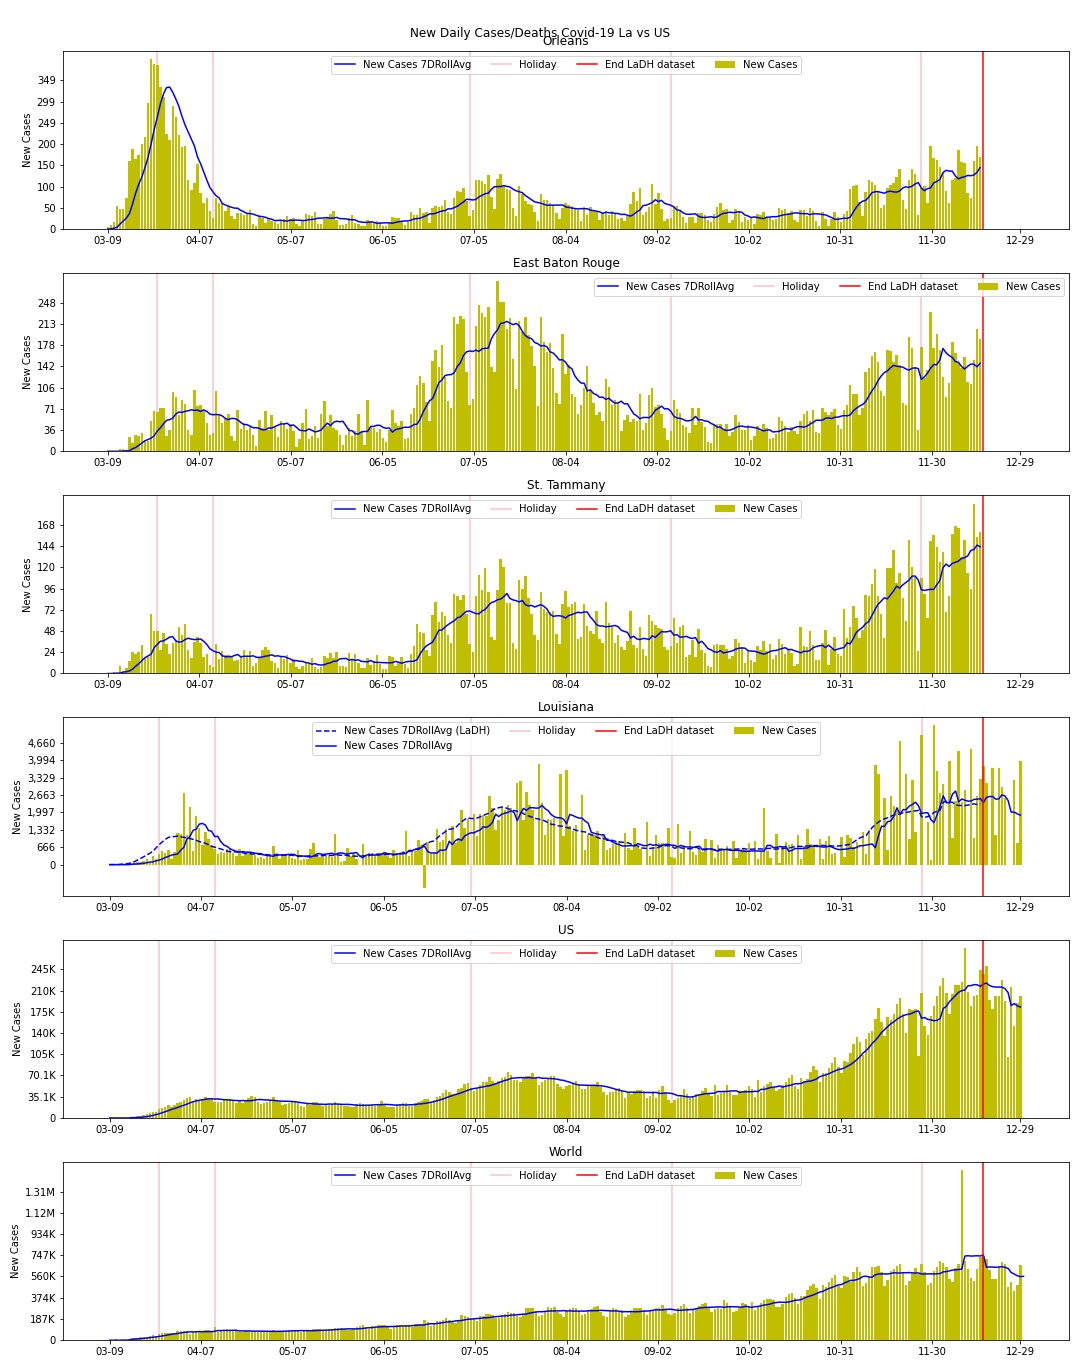 New Daily Cases/Deaths Covid-19 La vs US
Orleans
New Cases 7DRollAvg Holiday End LaDH dataset New Cases
New Cases
349
299
249
200
150
100
50
0
03-09 04-07 05-07 06-05 07-05 08-04 09-02 10-02 10-31 11-30 12-29
East Baton Rouge
New Cases 7DRollAvg Holiday End LaDH dataset New Cases
New Cases
248
213
178
142
106
71
36
0
03-09 04-07 05-07 06-05 07-05 08-04 09-02 10-02 10-31 11-30 12-29
St. Tammany
New Cases 7DRollAvg Holiday End LaDH dataset New Cases
New Cases
168
144
120
96
72
48
24
0
03-09 04-07 05-07 06-05 07-05 08-04 09-02 10-02 10-31 11-30 12-29
Louisiana
New Cases 7DRollAvg (LaDH) Holiday End LaDH dataset New Cases
New Cases 7DRollAvg
New Cases
4,660
3,994
3,329
2,663
1,997
1,332
666
0
03-09 04-07 05-07 06-05 07-05 08-04 09-02 10-02 10-31 11-30 12-29
US
New Cases 7DRollAvg Holiday End LaDH dataset New Cases
New Cases
245K
210K
175K
140K
105K
70.1K
35.1K
0
03-09 04-07 05-07 06-05 07-05 08-04 09-02 10-02 10-31 11-30 12-29
World
New Cases 7DRollAvg Holiday End LaDH dataset New Cases
New Cases
1.31M
1.12M
934K
747K
560K
374K
187K
0
03-09 04-07 05-07 06-05 07-05 08-04 09-02 10-02 10-31 11-30 12-29